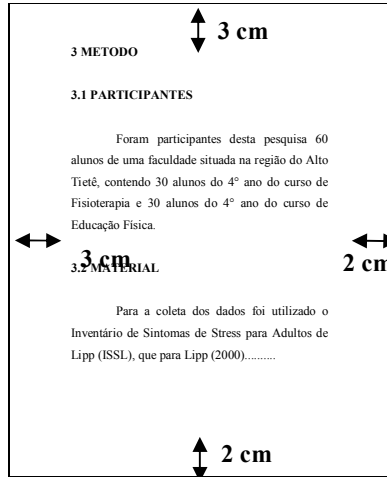 3 cm
3 METODO
3.1 PARTICIPANTES
Foram participantes desta pesquisa 60
alunos de uma faculdade situada na região do Alto
Tietê, contendo 30 alunos do 4° ano do curso de
Fisioterapia e 30 alunos do 4° ano do curso de
Educação Física.
3 cm
2 cm
3.2 MATERIAL
Para a coleta dos dados foi utilizado o
Inventário de Sintomas de Stress para Adultos de
Lipp (ISSL), que para Lipp (2000)..........
2 cm